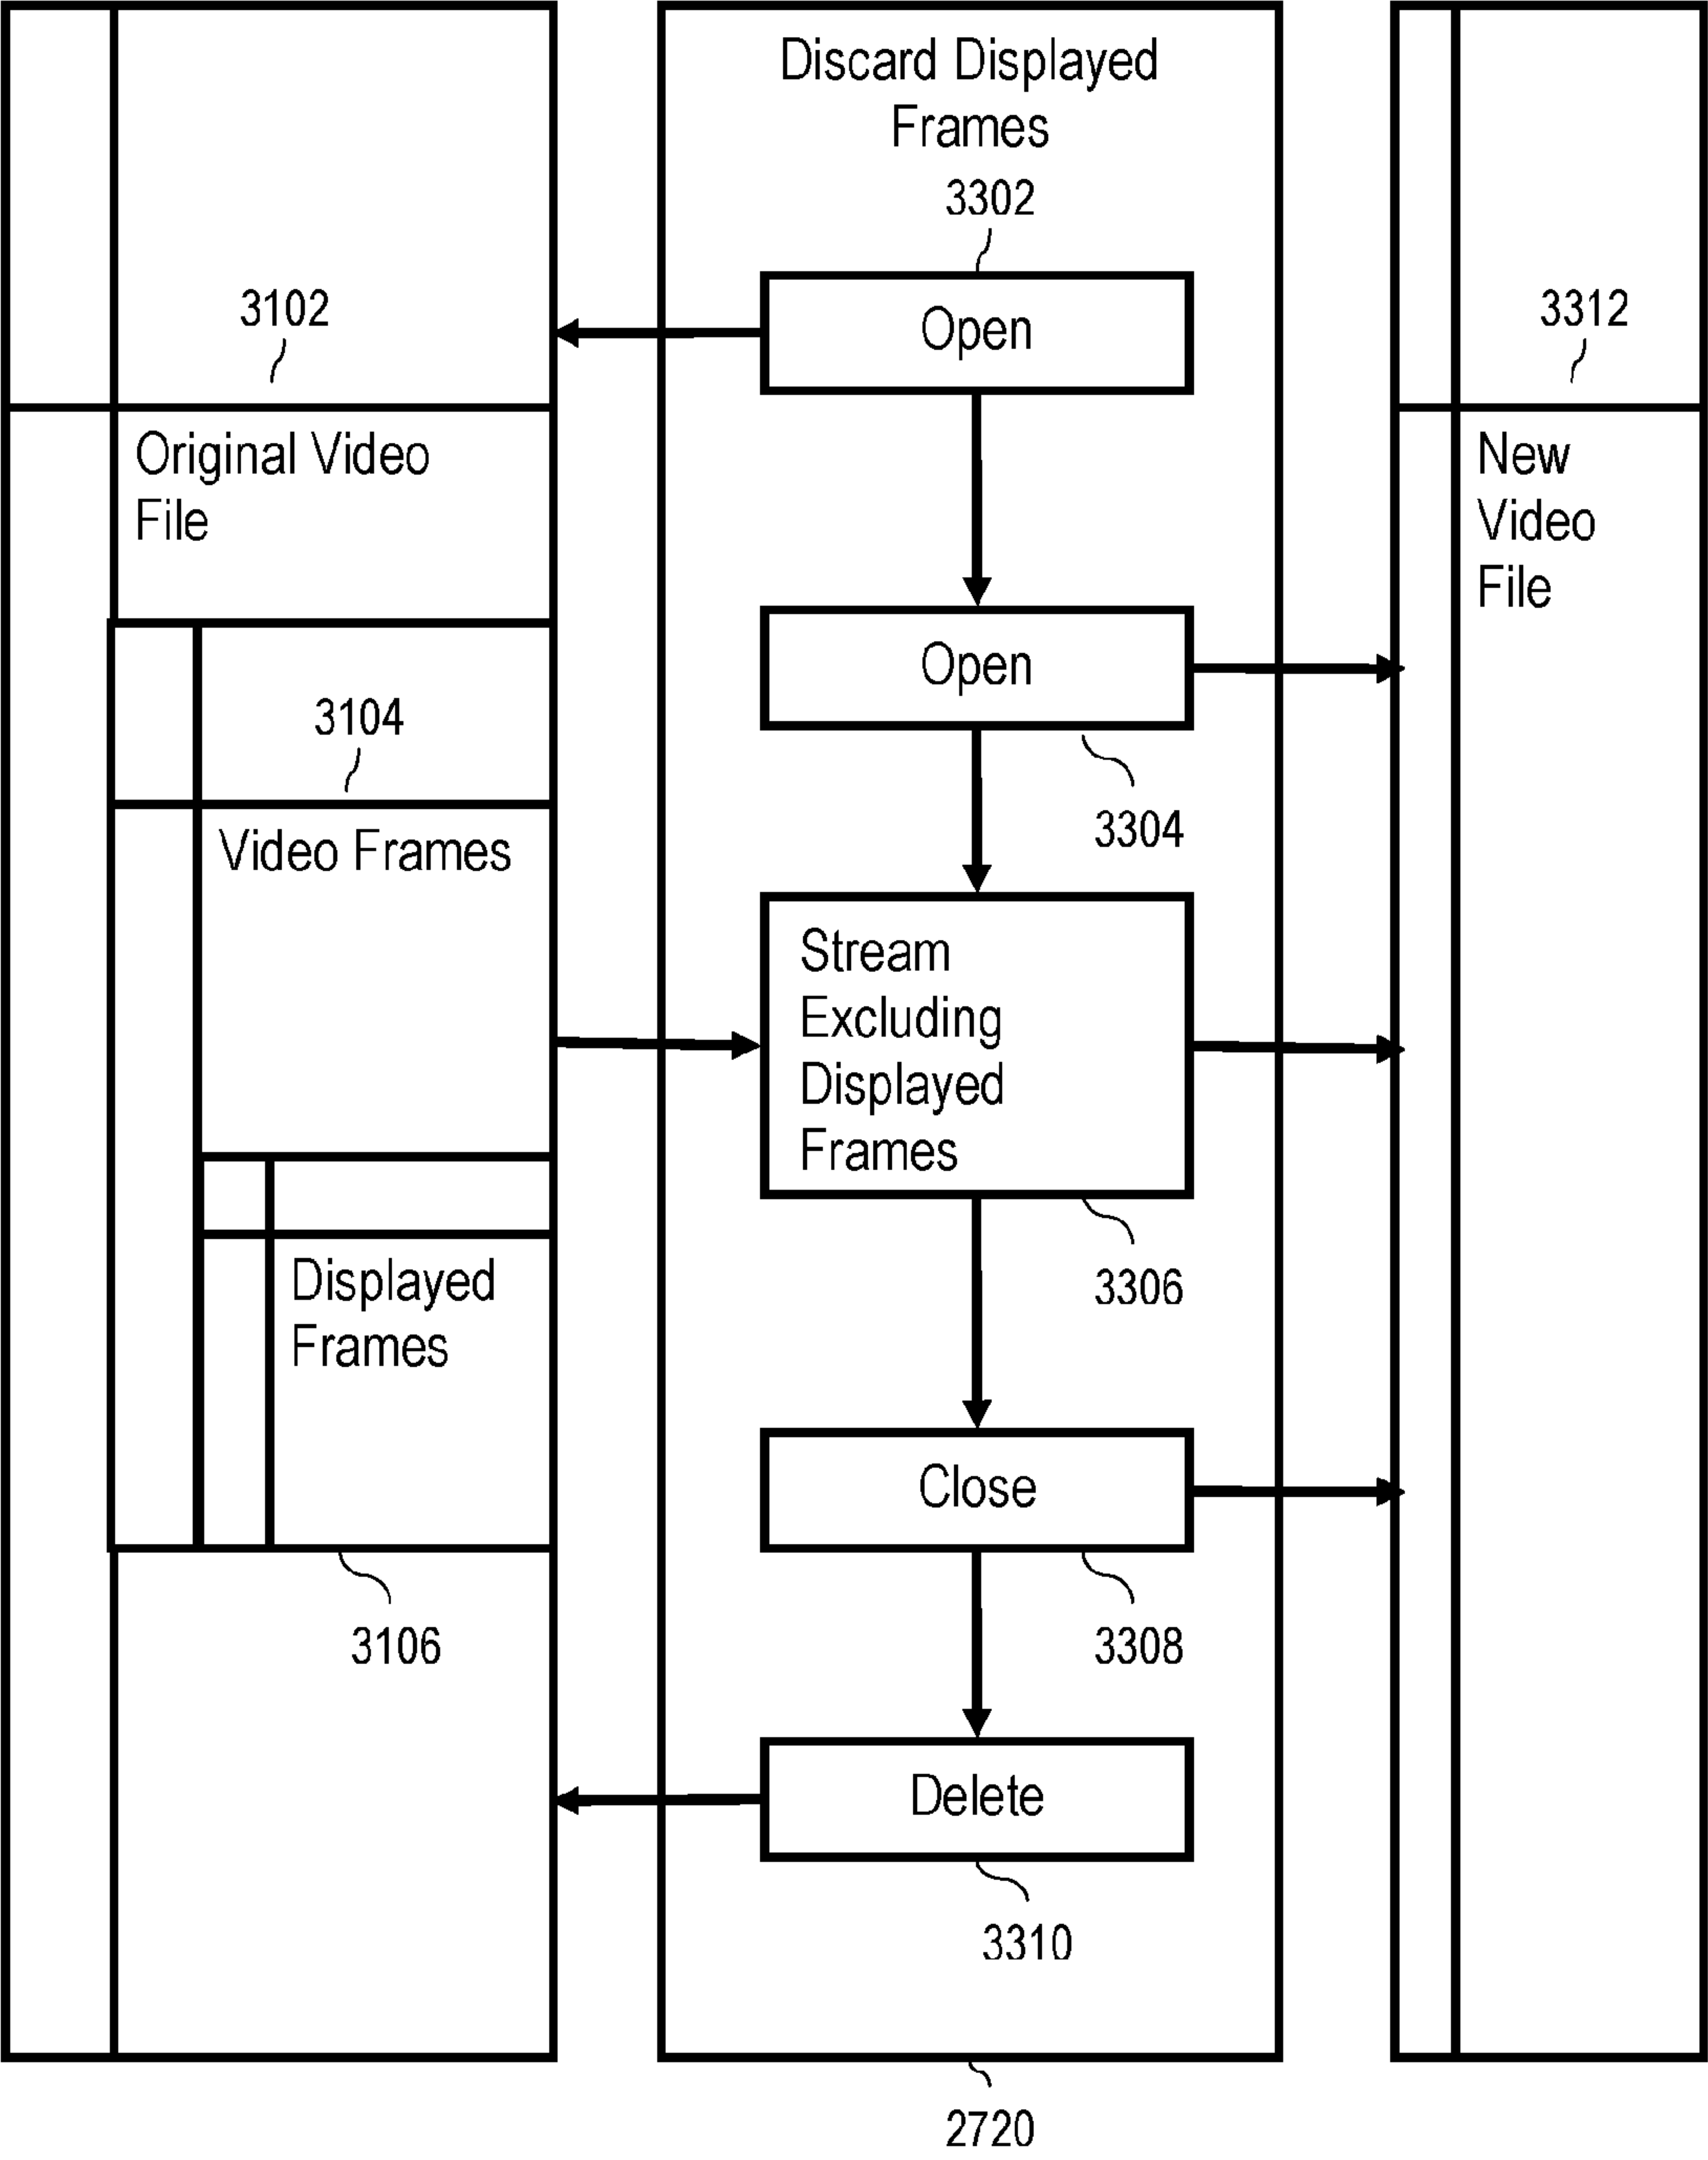 Discard Displayed
Frames
3302
Open
3102
3312
Original Video
File
New
Video
File
Open
3104
3304
Video Frames
Stream
Excluding
Displayed
Frames
3306
Displayed
Frames
Close
3106
3308
Delete
3310
2720